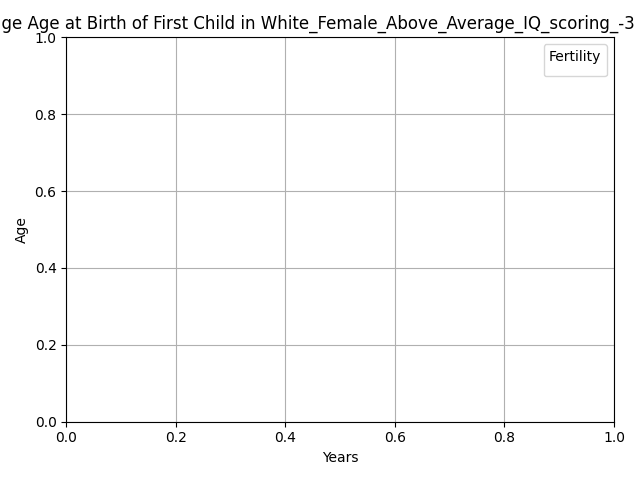 ge Age at Birth of First Child in White_Female_Above_Average_IQ_scoring_-3
Fertility
1.0
0.8
0.6
0.4
0.2
0.0
Age
0.0 0.2 0.4 0.6 0.8 1.0
Years